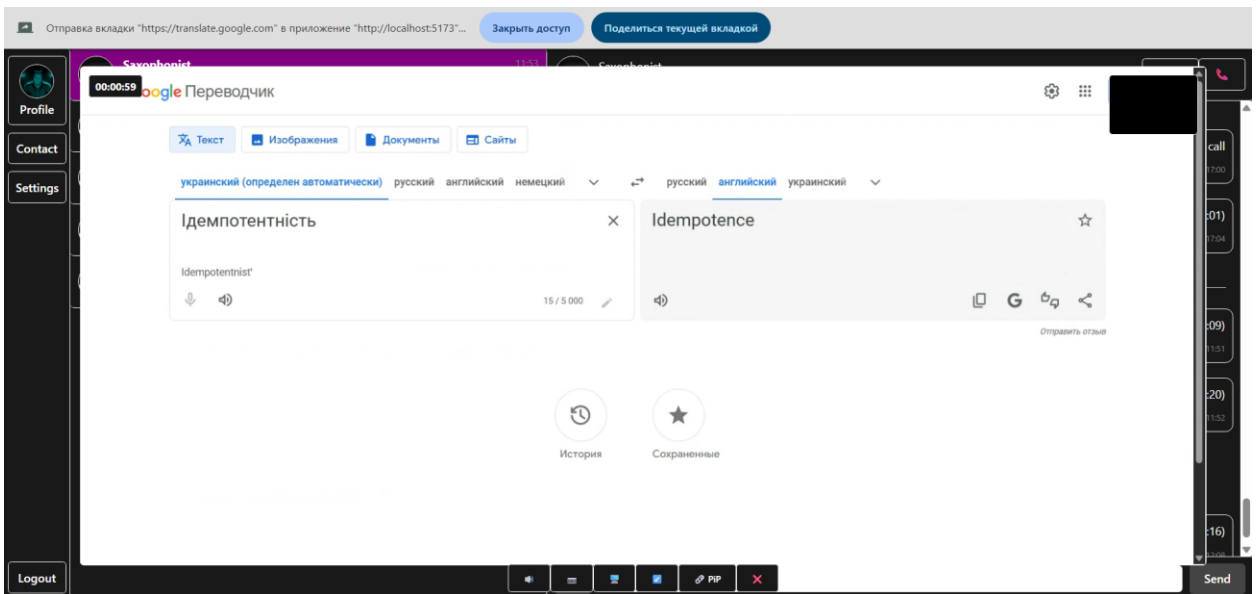 Отправка вкладки "https://translate.google.com" в приложение "http://localhost:5173"...
Закрыть доступ
Поделиться текущей вкладкой
Saxophonist 11:53
Saxophonist
Profile
Contact
Settings
Logout
00:00:59
oogle Переводчик
Текст
Изображения
Документы
Сайты
украинский (определен автоматически) русский английский немецкий
русский английский украинский
Ідемпотентність
Idempotence
Idempotentnist'
15 / 5 000
Отправить отзыв
История
Сохраненные
call
17:00
:01)
17:04
:09)
11:51
:20)
11:52
:16)
PiP
Send